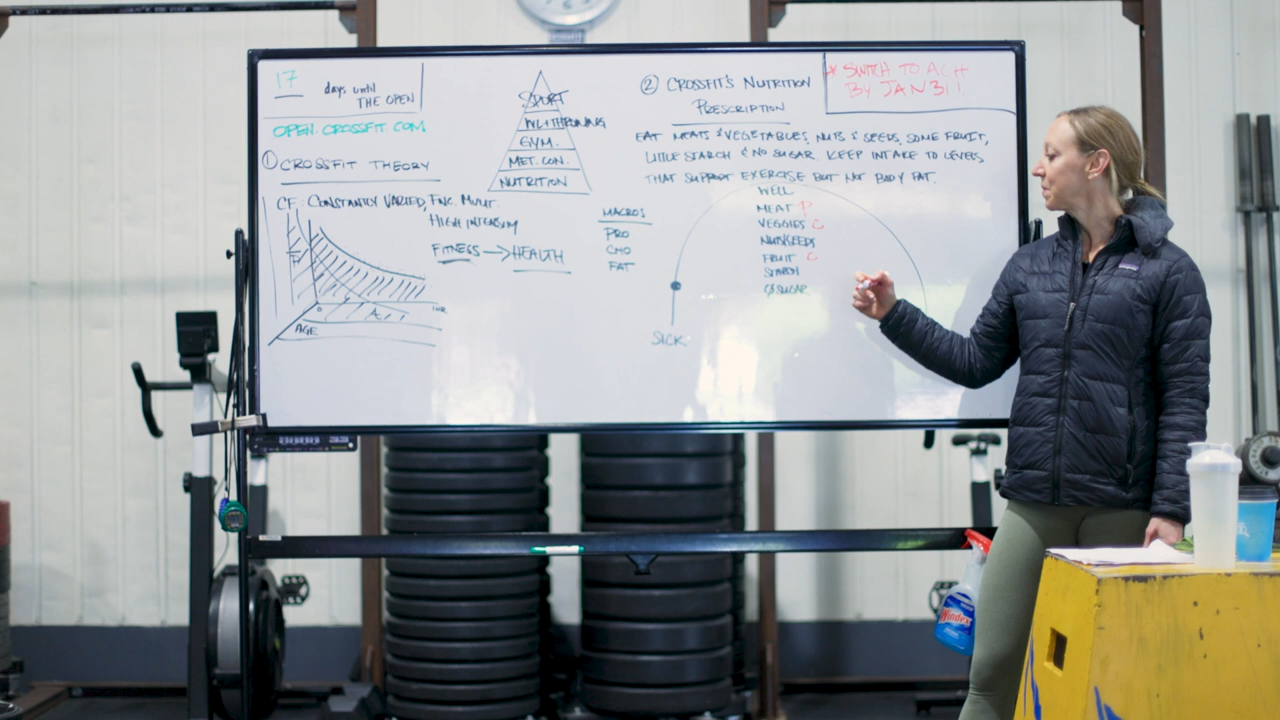 17
days until
THE OPEN
OPEN.CROSSFIT.COM
① CROSSFIT THEORY
CF: CONSTANTLY VARIED, FNC. MVMT.
HIGH INTENSITY
FITNESS → HEALTH
AGE
SPORT
GYM.
MET. CON.
NUTRITION
MACROS
PRO
CHO
FAT
② CROSSFIT'S NUTRITION
PRESCRIPTION
* SWITCH TO ACH
BY JAN 31!
EAT MEATS & VEGETABLES, NUTS & SEEDS, SOME FRUIT,
LITTLE STARCH & NO SUGAR. KEEP INTAKE TO LEVELS
THAT SUPPORT EXERCISE BUT NOT BODY FAT.
WELL
MEAT P
VEGGIES C
NUTS/SEEDS
FRUIT C
STARCH
SUGAR
SICK
Windex